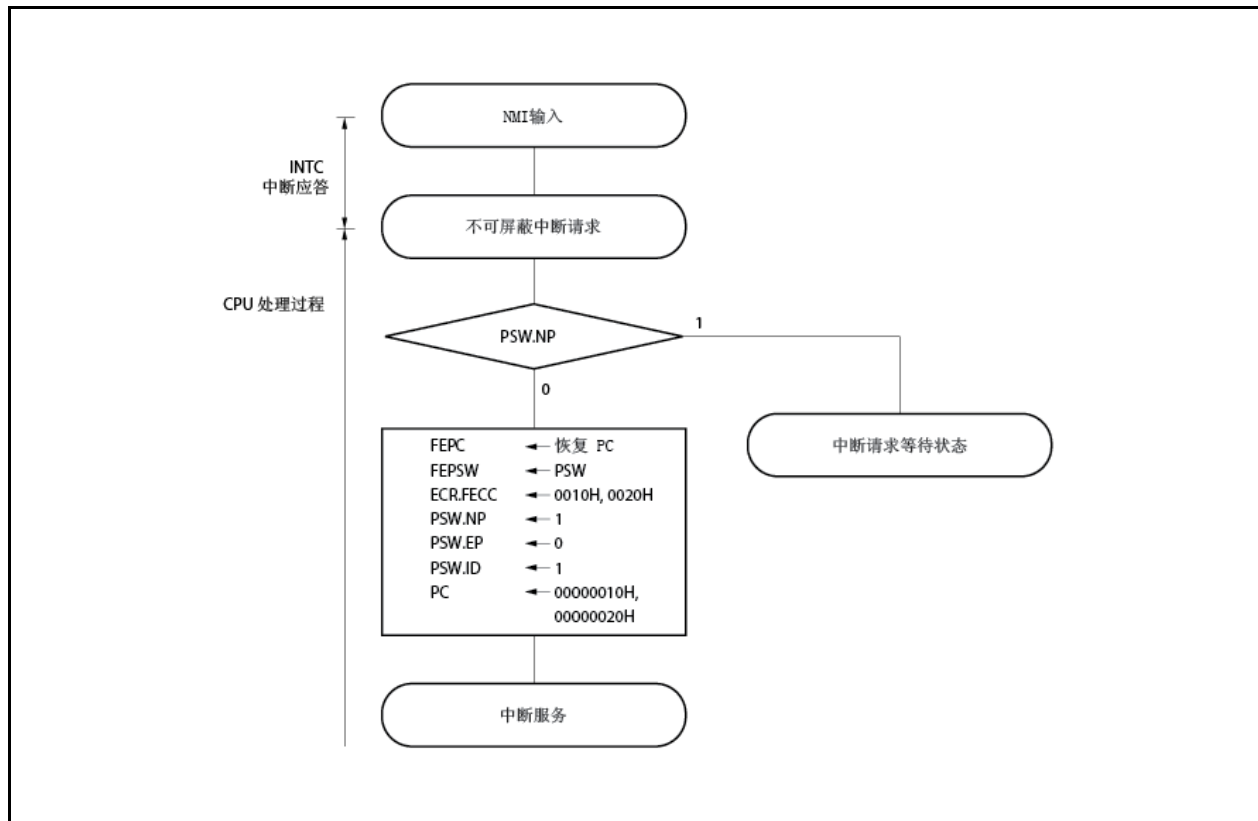 NMI输入
INTC
中断应答
不可屏蔽中断请求
CPU 处理过程
PSW.NP
1
0
中断请求等待状态
FEPC ← 恢复 PC
FEPSW ← PSW
ECR.FECC ← 0010H, 0020H
PSW.NP ← 1
PSW.EP ← 0
PSW.ID ← 1
PC ← 00000010H,
00000020H
中断服务